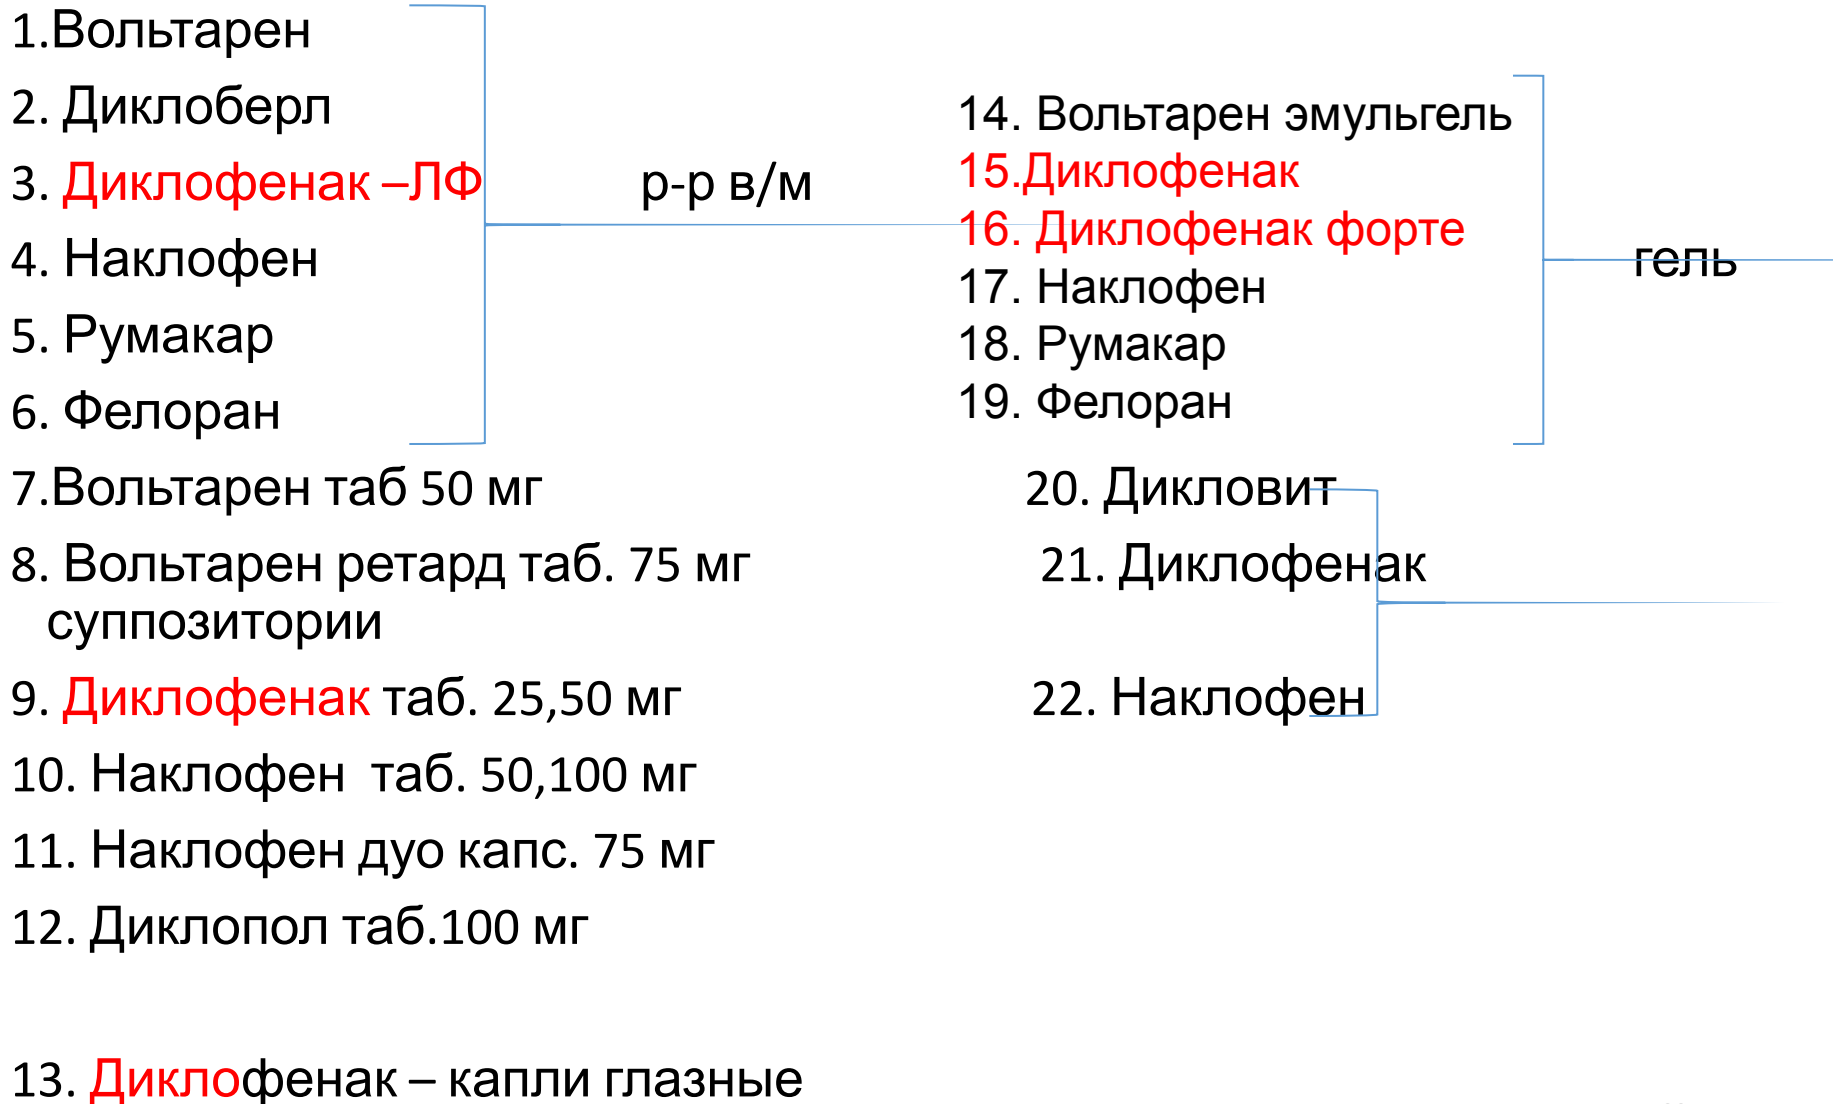 1.Вольтарен
2. Диклоберл
3. Диклофенак –ЛФ
р-р в/м
4. Наклофен
5. Румакар
6. Фелоран
7.Вольтарен таб 50 мг
8. Вольтарен ретард таб. 75 мг
суппозитории
9. Диклофенак таб. 25,50 мг
10. Наклофен таб. 50,100 мг
11. Наклофен дуо капс. 75 мг
12. Диклопол таб.100 мг
13. Диклофенак – капли глазные
14. Вольтарен эмульгель
15.Диклофенак
16. Диклофенак форте
гель
17. Наклофен
18. Румакар
19. Фелоран
20. Дикловит
21. Диклофенак
22. Наклофен